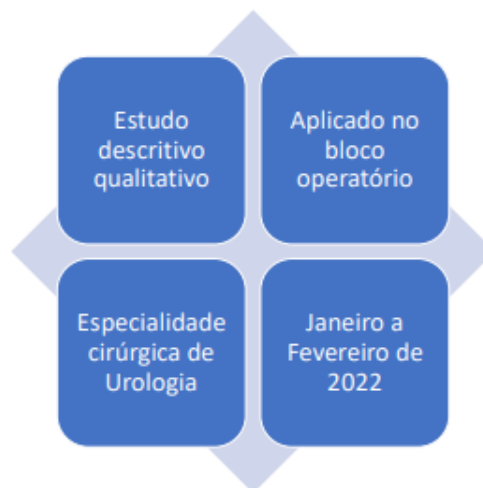 Estudo
descritivo
qualitativo
Aplicado no
bloco
operatório
Especialidade
cirúrgica de
Urologia
Janeiro a
Fevereiro de
2022